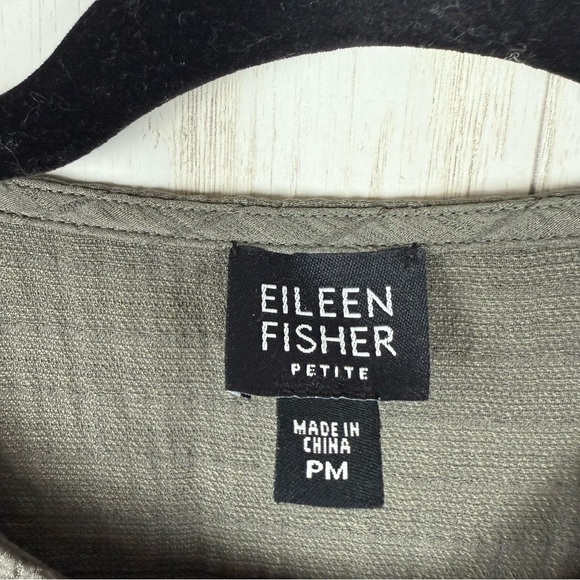 EILEEN
FISHER
PETITE
MADE IN
CHINA
PM